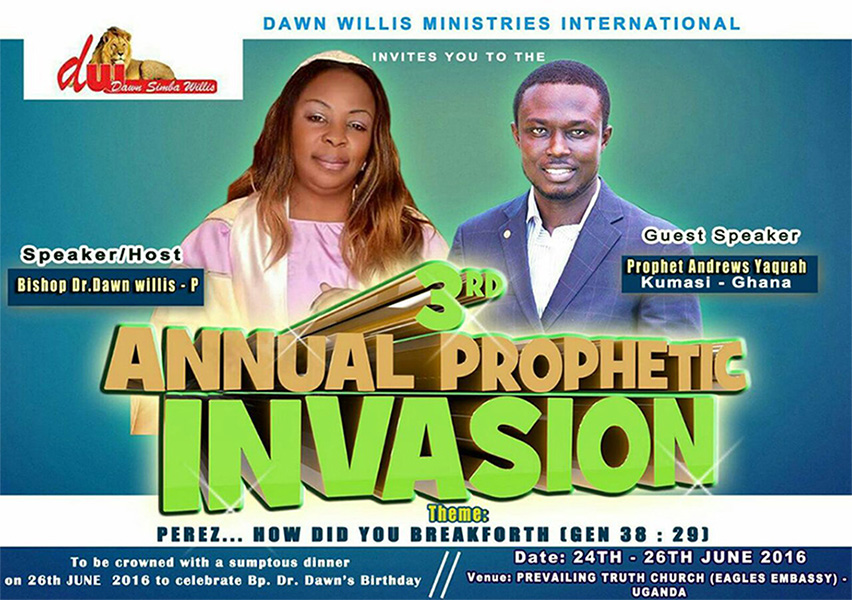 DAWN WILLIS MINISTRIES INTERNATIONAL
INVITES YOU TO THE
dw
Dawn Simba Willis
Speaker/Host
Bishop Dr.Dawn willis - P
Guest Speaker
Prophet Andrews Yaquah
Kumasi - Ghana
3RD
ANNUAL PROPHETIC
INVASION
Theme:
PEREZ... HOW DID YOU BREAKFORTH (GEN 38 : 29)
To be crowned with a sumptous dinner
on 26th JUNE 2016 to celebrate Bp. Dr. Dawn's Birthday
Date: 24TH - 26TH JUNE 2016
Venue: PREVAILING TRUTH CHURCH (EAGLES EMBASSY) -
UGANDA